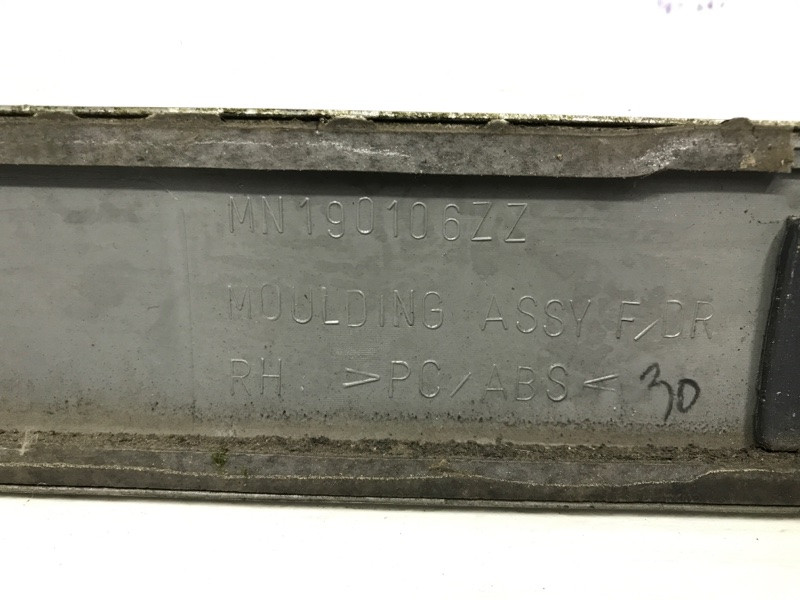 MN190106ZZ
MOULDING ASSY F/DR
RH. >PC/ABS< 30